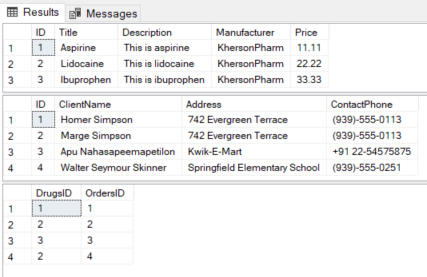 Results Messages
ID Title Description Manufacturer Price
1 1 Aspirine This is aspirine KhersonPharm 11.11
2 2 Lidocaine This is lidocaine KhersonPharm 22.22
3 3 Ibuprophen This is ibuprophen KhersonPharm 33.33
ID ClientName Address ContactPhone
1 1 Homer Simpson 742 Evergreen Terrace (939)-555-0113
2 2 Marge Simpson 742 Evergreen Terrace (939)-555-0113
3 3 Apu Nahasapeemapetilon Kwik-E-Mart +91 22-54575875
4 4 Walter Seymour Skinner Springfield Elementary School (939)-555-0251
DrugsID OrdersID
1 1 1
2 2 2
3 3 3
4 2 4